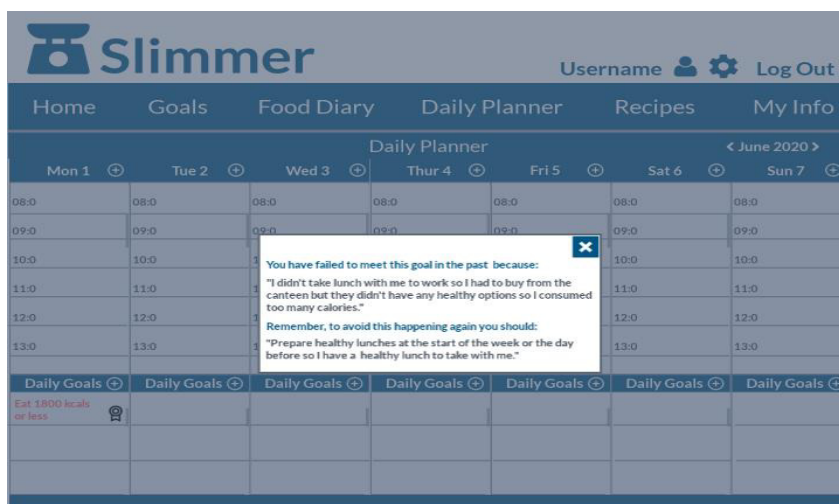 Slimmer
Username Log Out
Home Goals Food Diary Daily Planner Recipes My Info
Daily Planner < June 2020 >
Mon 1 Tue 2 Wed 3 Thur 4 Fri 5 Sat 6 Sun 7
08:0 08:0 08:0 08:0 08:0 08:0 08:0
09:0 09:0 09:0 09:0 09:0 09:0 09:0
10:0 10:0 1 10:0 10:0
11:0 11:0 1 11:0 11:0
12:0 12:0 1 12:0 12:0
13:0 13:0 1 13:0 13:0
You have failed to meet this goal in the past because:
"I didn't take lunch with me to work so I had to buy from the
canteen but they didn't have any healthy options so I consumed
too many calories."
Remember, to avoid this happening again you should:
"Prepare healthy lunches at the start of the week or the day
before so I have a healthy lunch to take with me."
Daily Goals Daily Goals Daily Goals Daily Goals Daily Goals Daily Goals Daily Goals
Eat 1800 kcals
or less